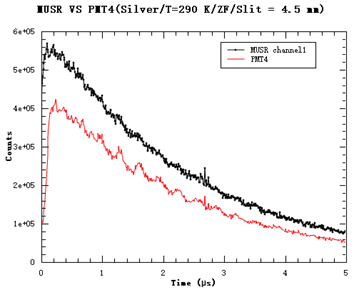 MUSR VS PMT4(Silver/T=290 K/ZF/Slit = 4.5 mm)
6e+05
5e+05
4e+05
3e+05
2e+05
1e+05
0
Counts
MUSR channel1
PMT4
0 1 2 3 4 5
Time (μs)